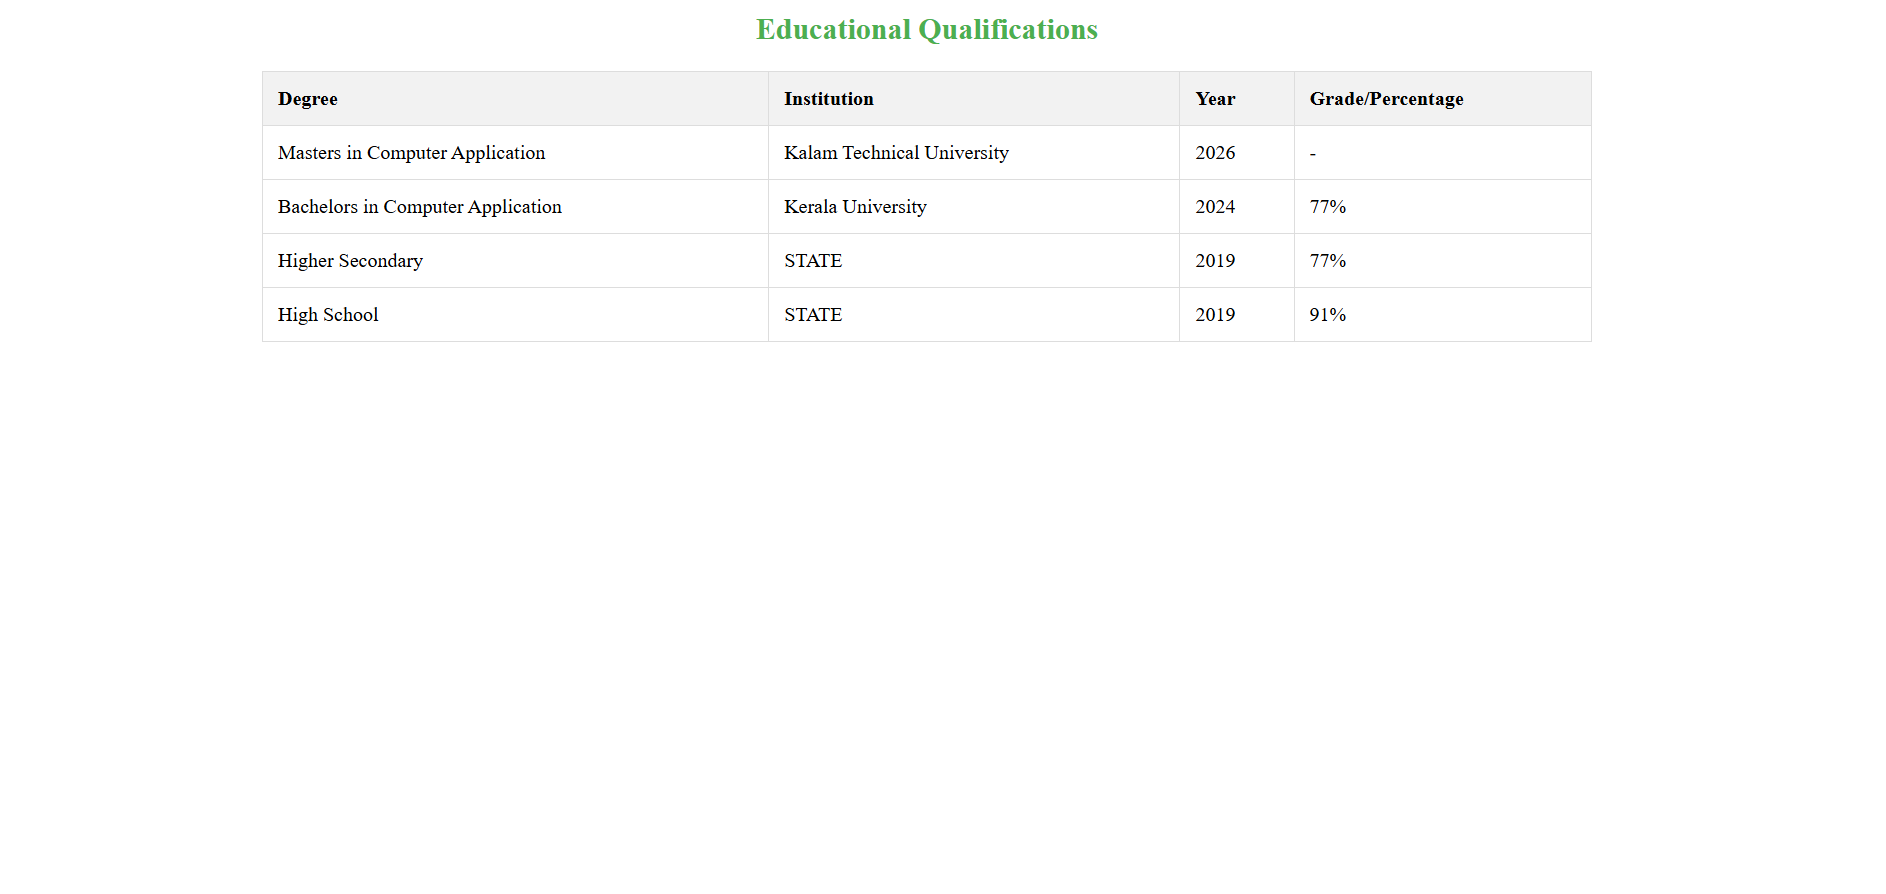 Educational Qualifications
Degree Institution Year Grade/Percentage
Masters in Computer Application Kalam Technical University 2026 -
Bachelors in Computer Application Kerala University 2024 77%
Higher Secondary STATE 2019 77%
High School STATE 2019 91%